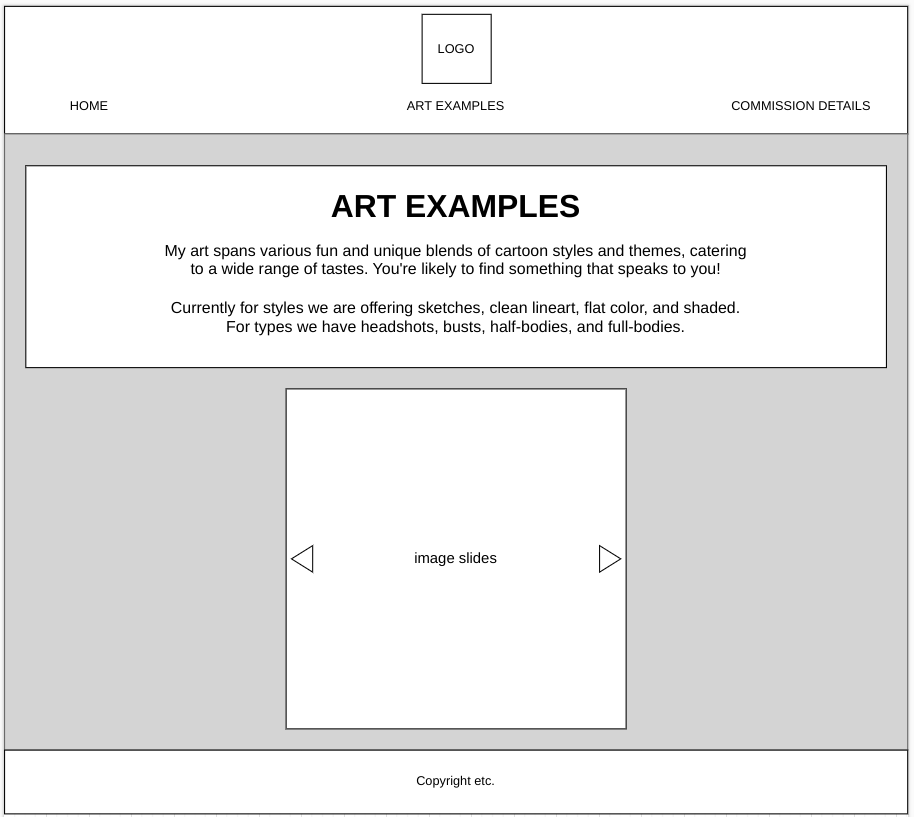 LOGO
HOME
ART EXAMPLES
COMMISSION DETAILS
ART EXAMPLES
My art spans various fun and unique blends of cartoon styles and themes, catering
to a wide range of tastes. You're likely to find something that speaks to you!
Currently for styles we are offering sketches, clean lineart, flat color, and shaded.
For types we have headshots, busts, half-bodies, and full-bodies.
image slides
Copyright etc.